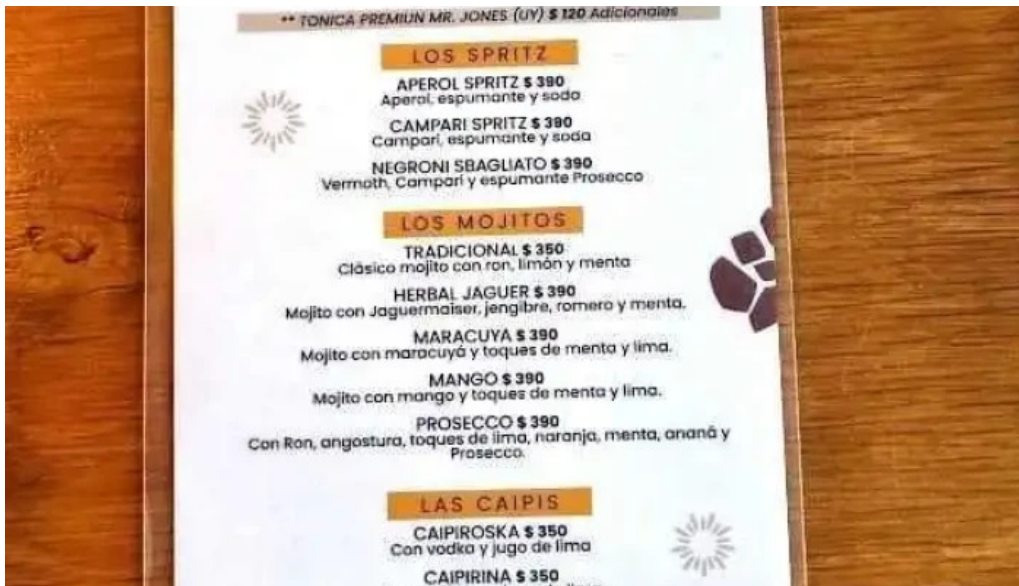 ** TONICA PREMIUN MR. JONES (UY) $ 120 Adicionales
LOS SPRITZ
APEROL SPRITZ $ 390
Aperol, espumante y soda
CAMPARI SPRITZ $ 390
Campari, espumante y soda
NEGRONI SBAGLIATO $ 390
Vermoth, Campari y espumante Prosecco
LOS MOJITOS
TRADICIONAL $ 350
Clásico mojito con ron, limón y menta
HERBAL JAGUER $ 390
Mojito con Jaguermaiser, jengibre, romero y menta.
MARACUYA $ 390
Mojito con maracuyá y toques de menta y lima.
MANGO $ 390
Mojito con mango y toques de menta y lima.
PROSECCO $ 390
Con Ron, angostura, toques de lima, naranja, menta, ananá y
Prosecco.
LAS CAIPIS
CAIPIROSKA $ 350
Con vodka y jugo de lima
CAIPIRINA $ 350